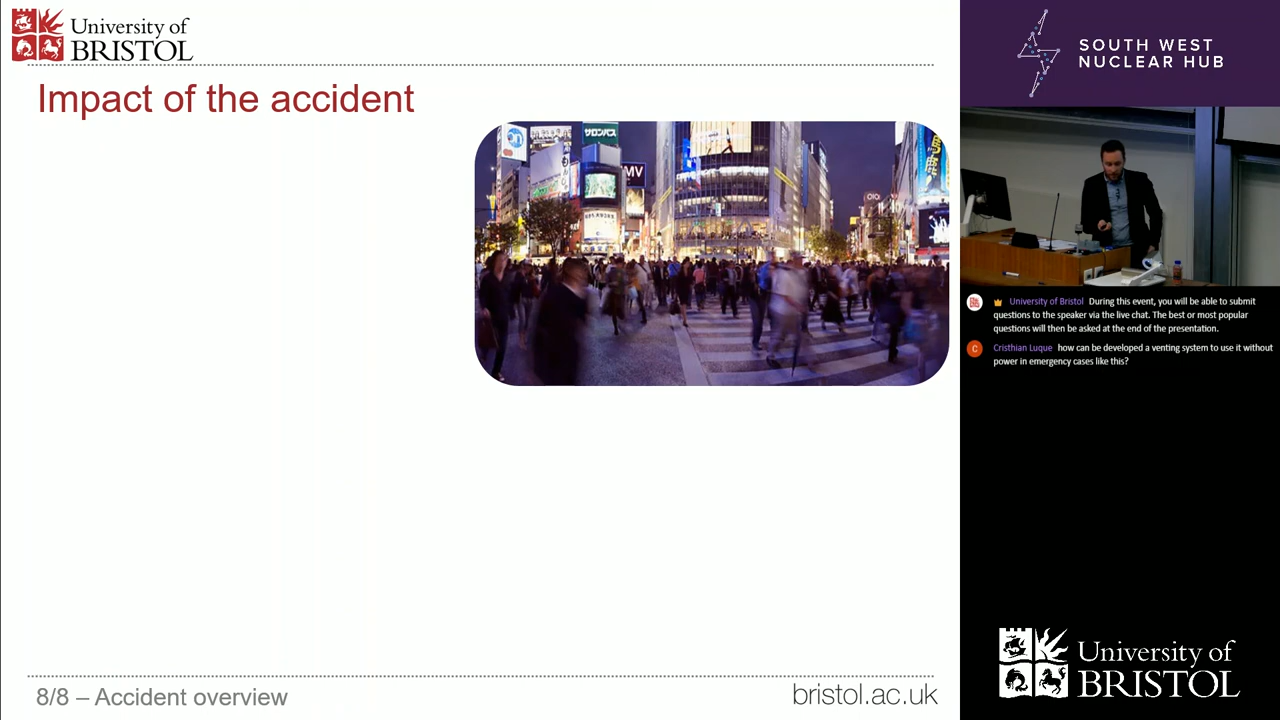 University of
BRISTOL
Impact of the accident
サロンパス
MV
8/8 – Accident overview
bristol.ac.uk
SOUTH WEST
NUCLEAR HUB
University of Bristol During this event, you will be able to submit
questions to the speaker via the live chat. The best or most popular
questions will then be asked at the end of the presentation.
C
Cristhian Luque how can be developed a venting system to use it without
power in emergency cases like this?
University of
BRISTOL